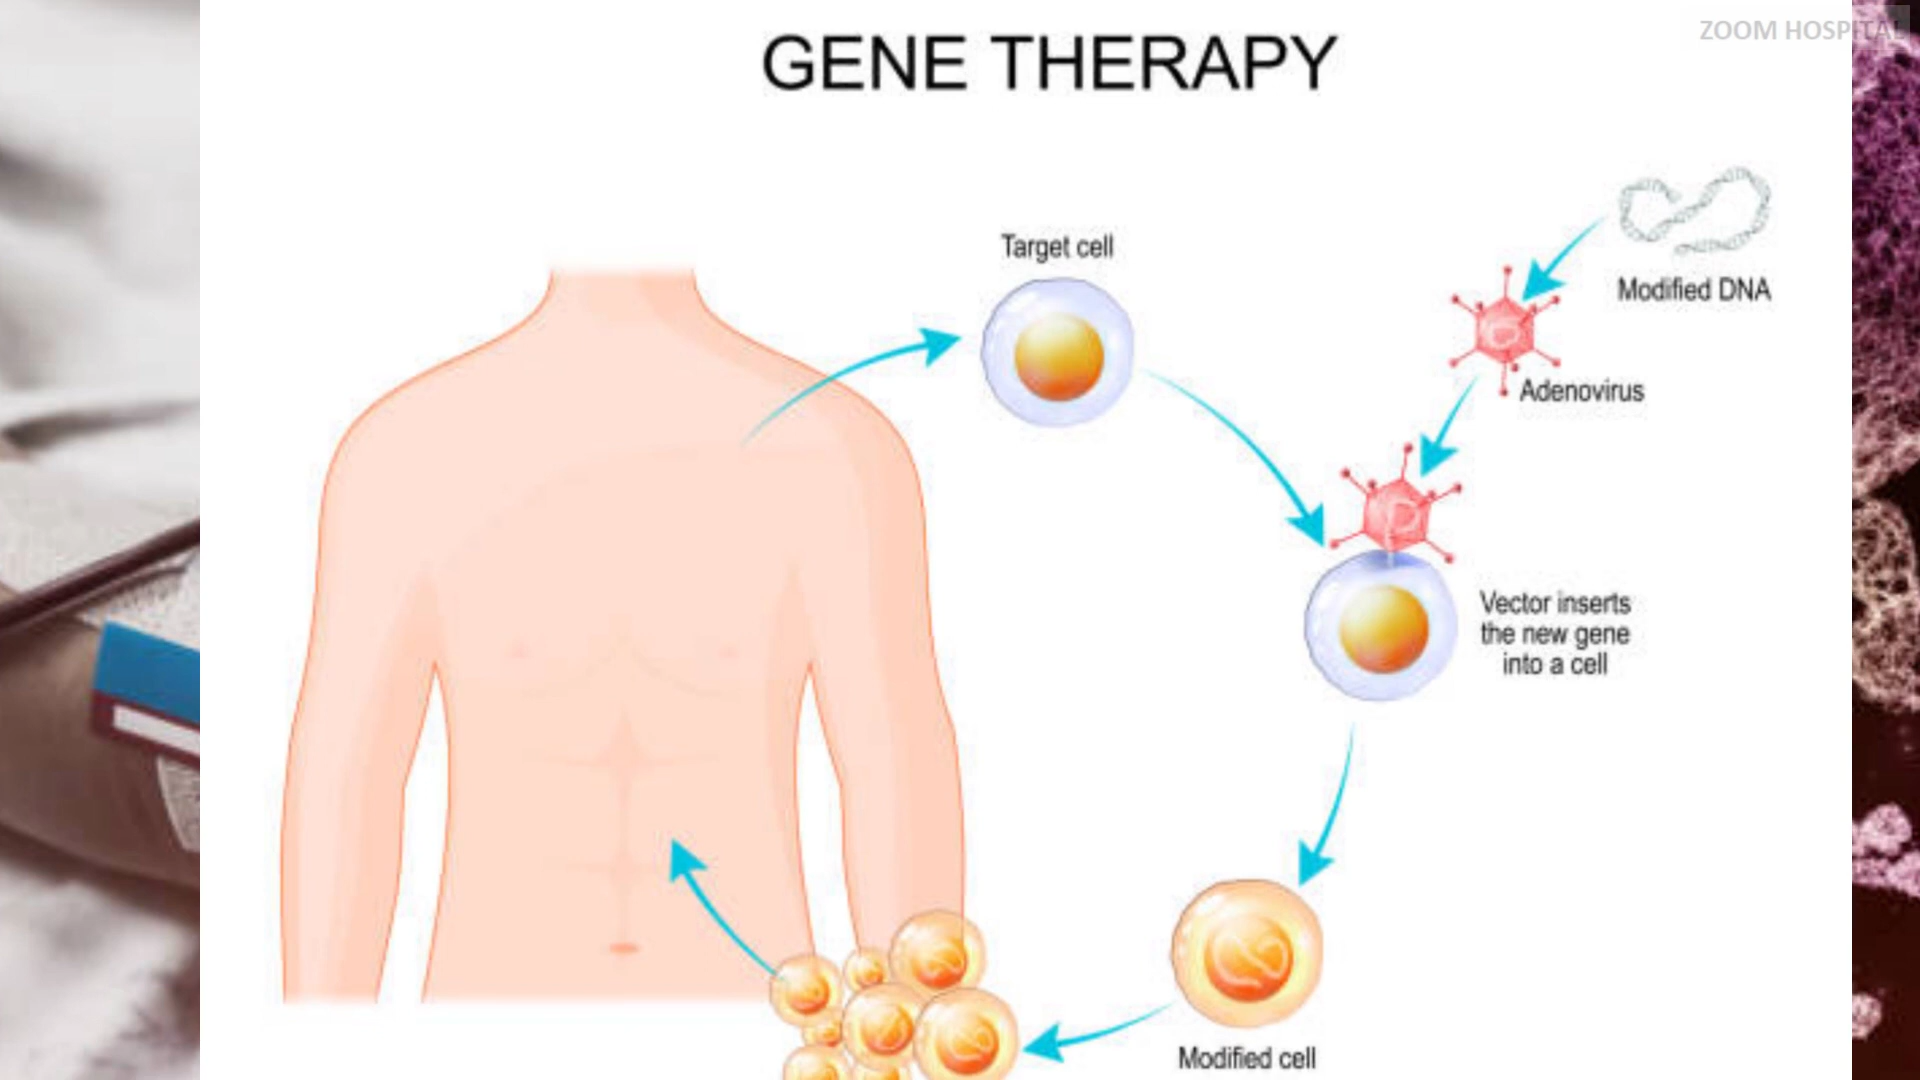 ZOOM HOSPITAL
GENE THERAPY
Target cell
Modified DNA
Adenovirus
Vector inserts
the new gene
into a cell
Modified cell